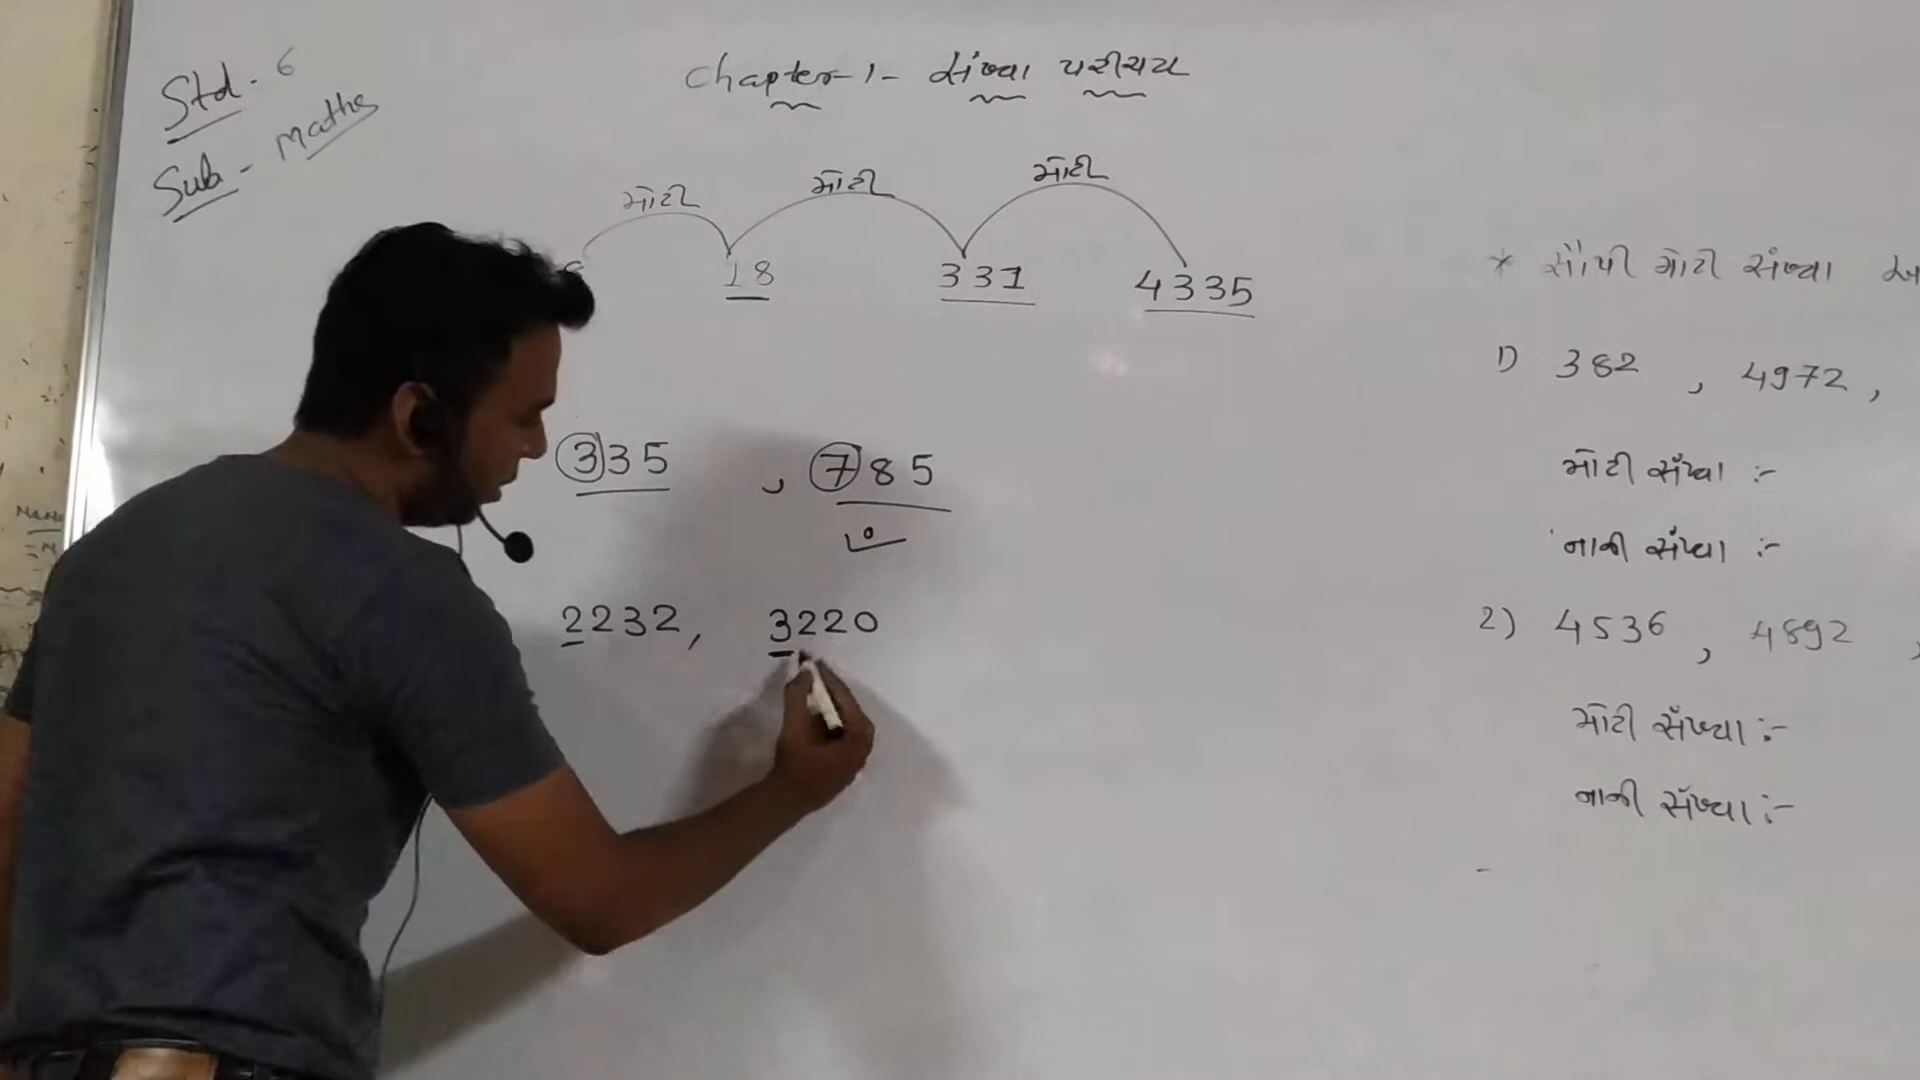 Std. 6
Sub - Maths
Chapter-1- સંખ્યા પરીચય
મોટી મોટી મોટી
18 331 4335
335 , 785
2232, 3220
* સૌથી મોટી સંખ્યા
1) 382 , 4972 ,
મોટી સંખ્યા :-
નાની સંખ્યા :-
2) 4536 , 4892 ,
મોટી સંખ્યા :-
નાની સંખ્યા :-